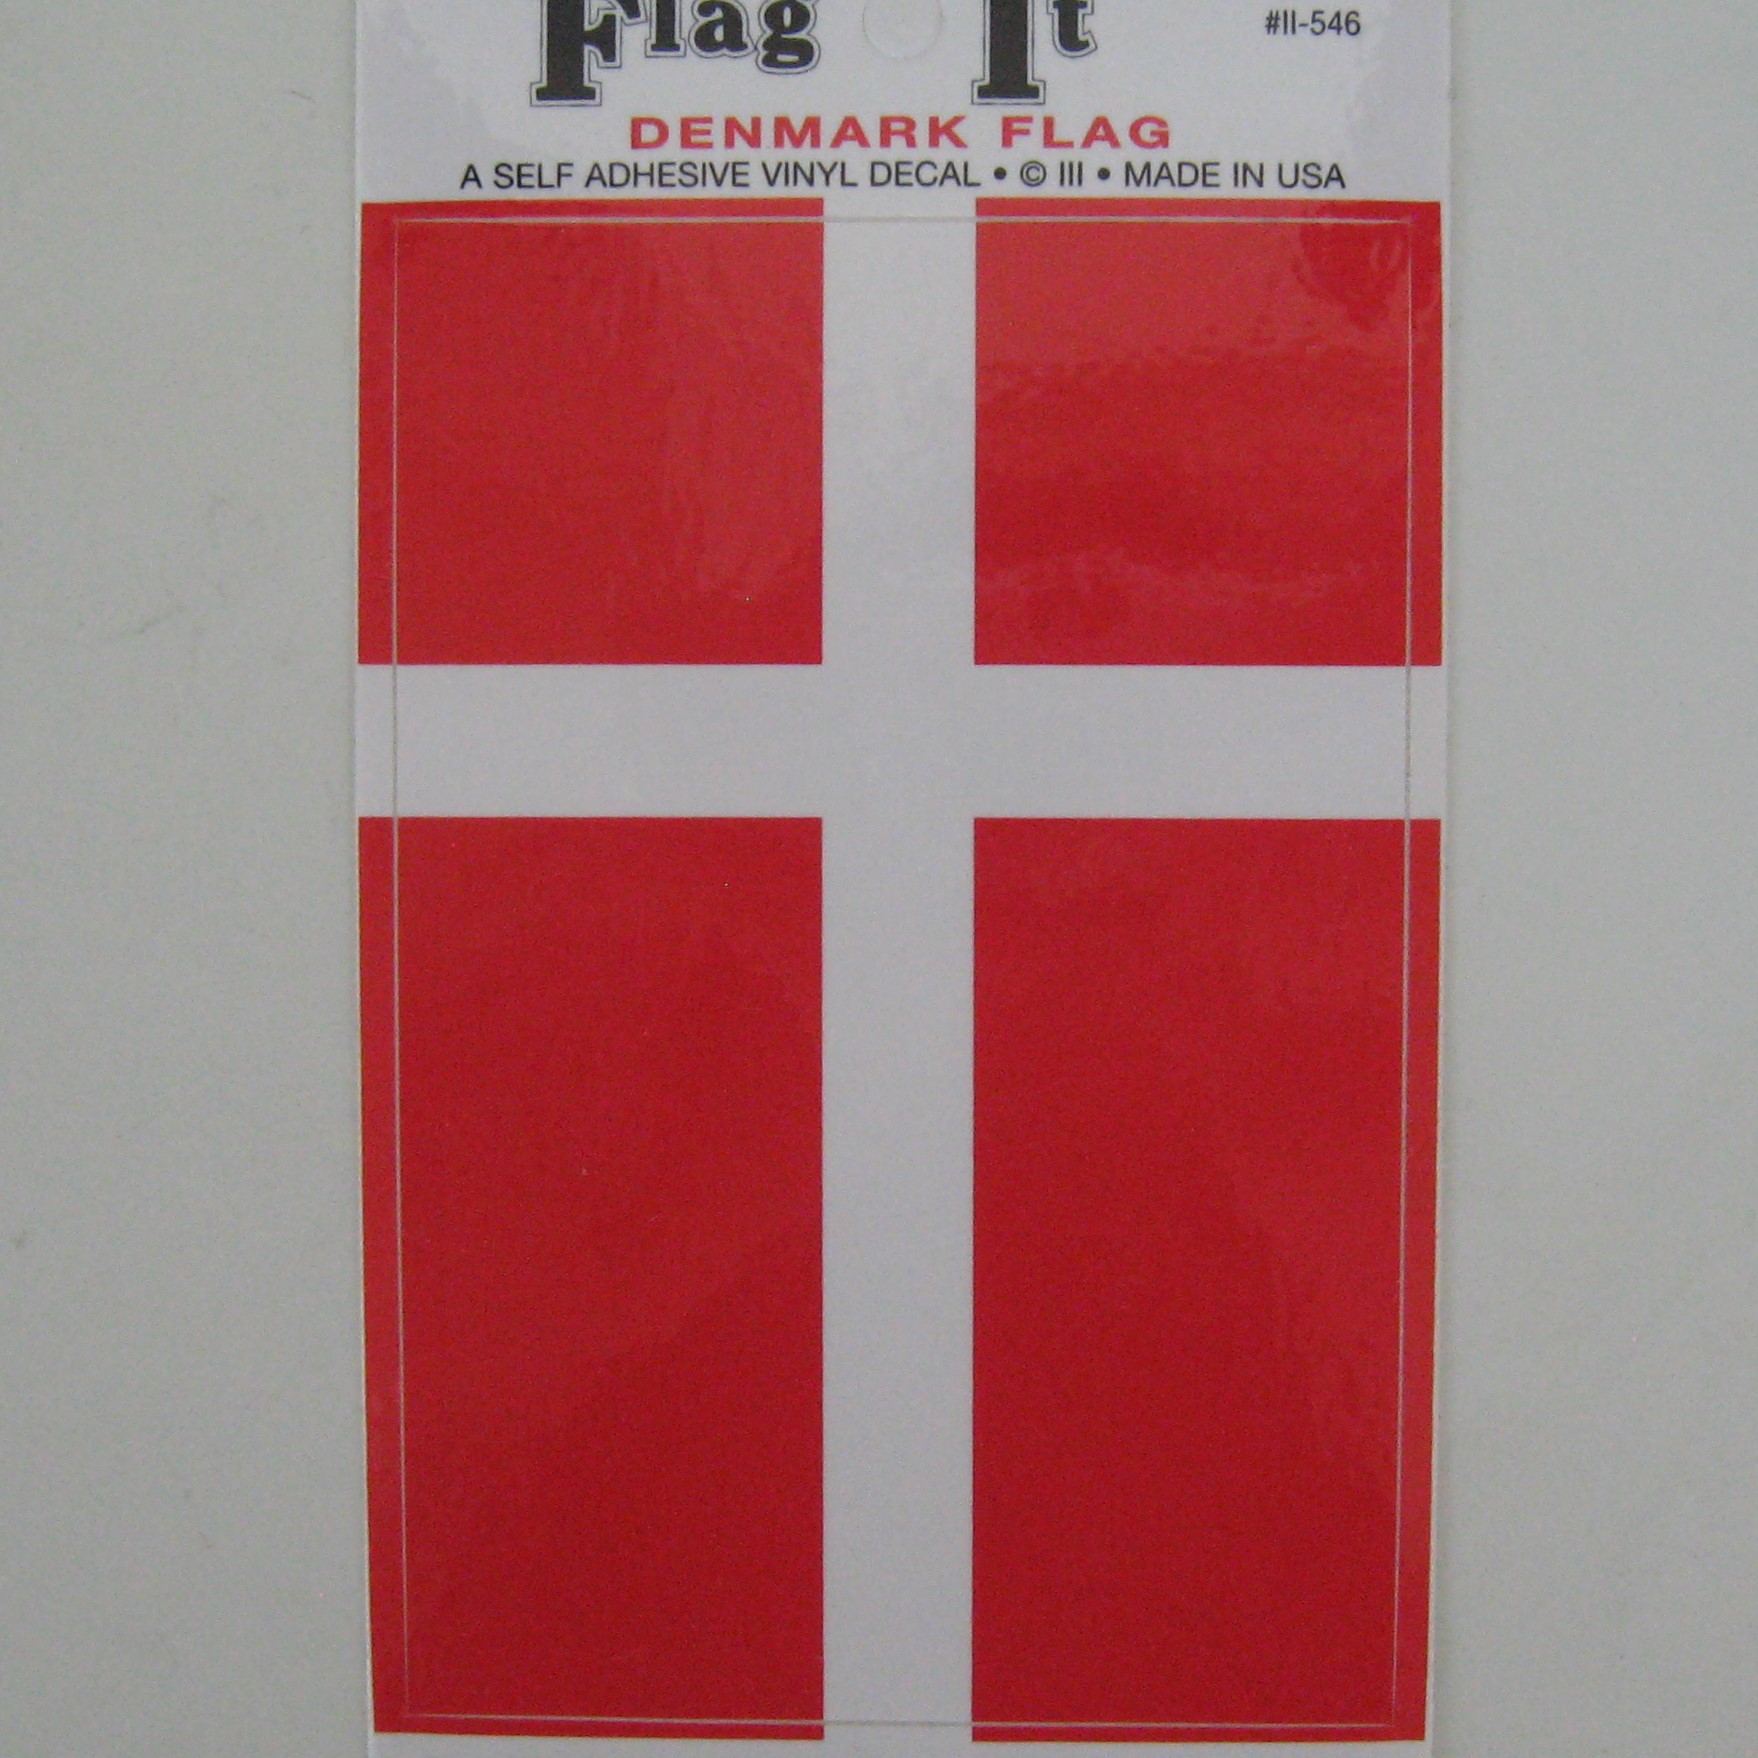 Flag It
#II-546
DENMARK FLAG
A SELF ADHESIVE VINYL DECAL • © III • MADE IN USA